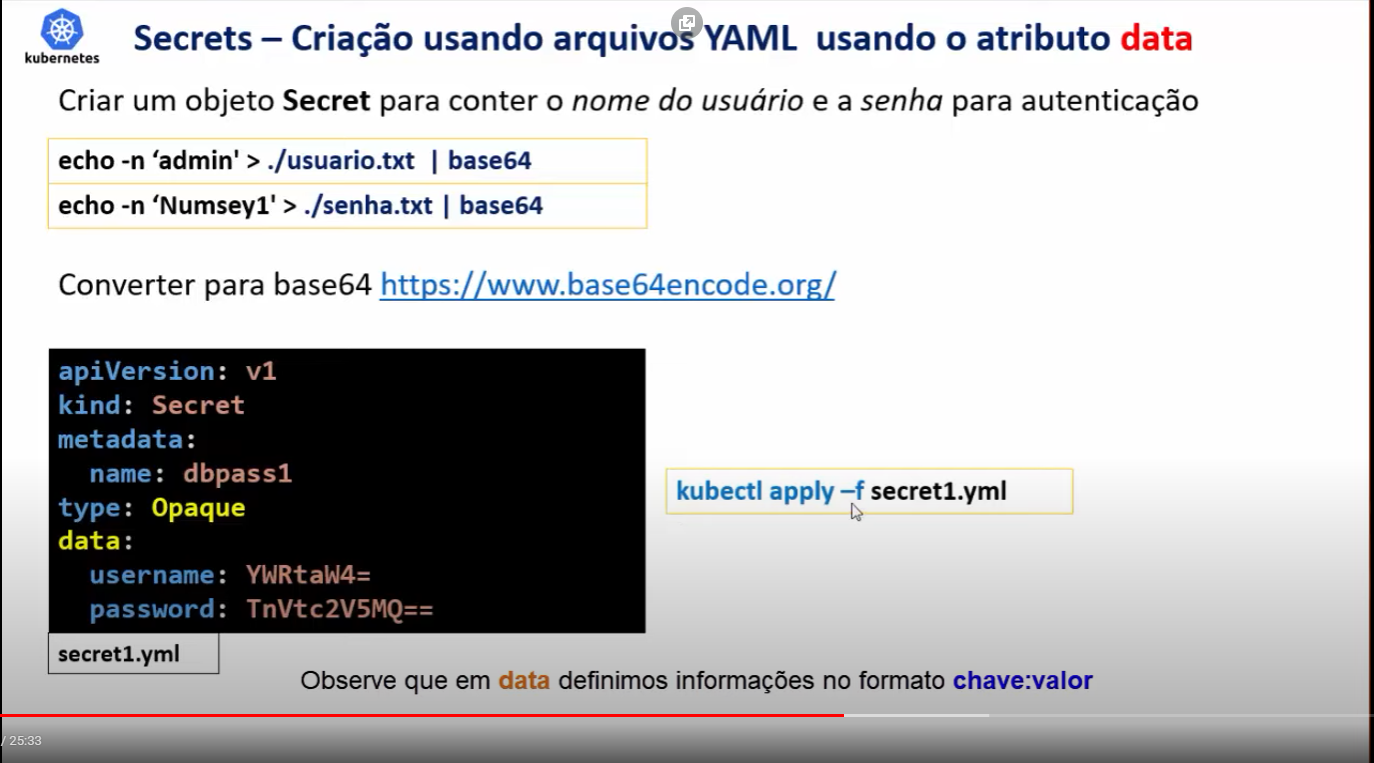 kubernetes
Secrets – Criação usando arquivos YAML usando o atributo data
Criar um objeto Secret para conter o nome do usuário e a senha para autenticação
echo -n ‘admin' > ./usuario.txt | base64
echo -n ‘Numsey1' > ./senha.txt | base64
Converter para base64 https://www.base64encode.org/
apiVersion: v1
kind: Secret
metadata:
  name: dbpass1
type: Opaque
data:
  username: YWRtaW4=
  password: TnVtc2V5MQ==
kubectl apply –f secret1.yml
secret1.yml
Observe que em data definimos informações no formato chave:valor
/ 25:33